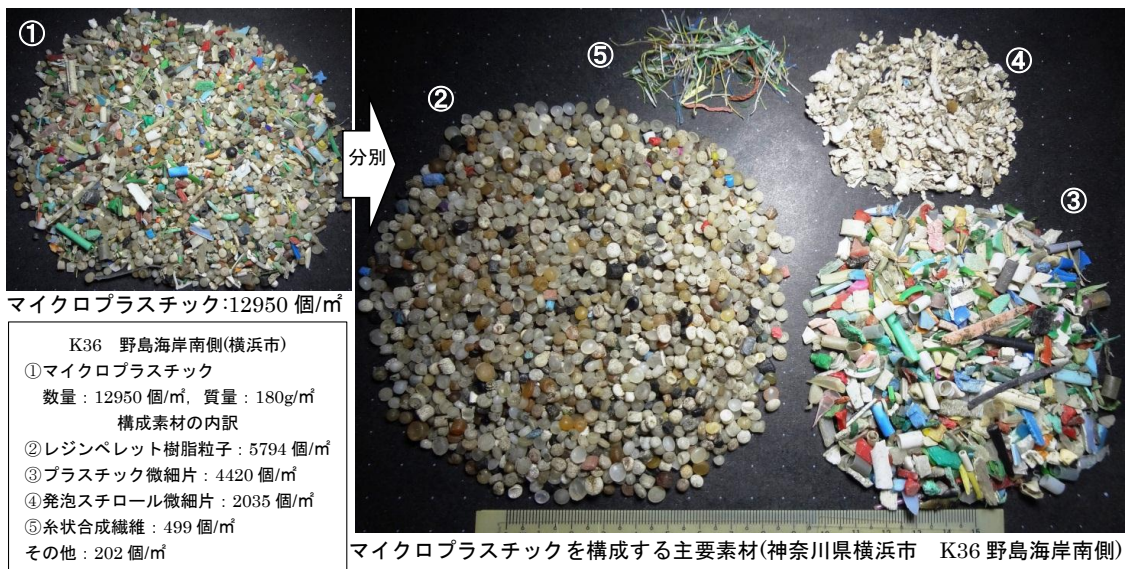 ①
②
⑤
④
③
分別
マイクロプラスチック:12950 個/㎡
K36 野島海岸南側(横浜市)
①マイクロプラスチック
数量：12950 個/㎡, 質量：180g/㎡
構成素材の内訳
②レジンペレット樹脂粒子：5794 個/㎡
③プラスチック微細片：4420 個/㎡
④発泡スチロール微細片：2035 個/㎡
⑤糸状合成繊維：499 個/㎡
その他：202 個/㎡
マイクロプラスチックを構成する主要素材(神奈川県横浜市 K36 野島海岸南側)